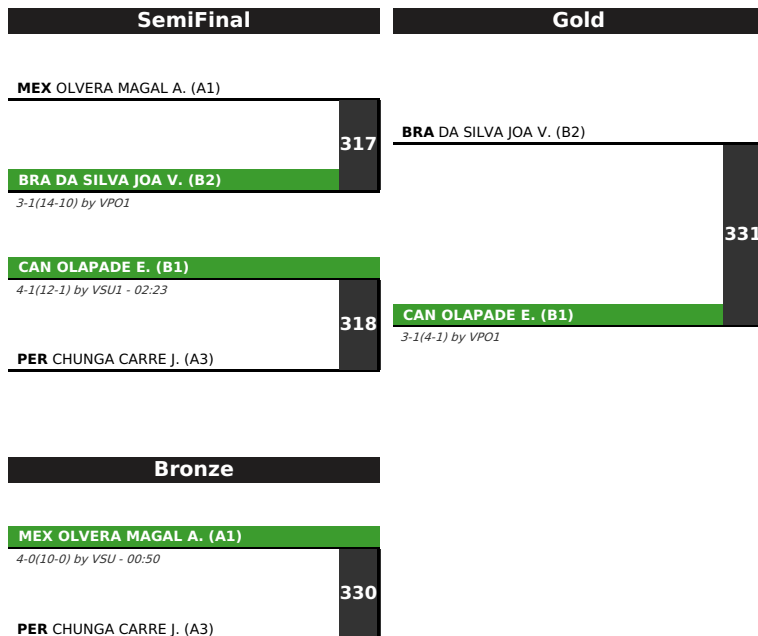 SemiFinal
MEX OLVERA MAGAL A. (A1)
317
BRA DA SILVA JOA V. (B2)
3-1(14-10) by VPO1
CAN OLAPADE E. (B1)
4-1(12-1) by VSU1 - 02:23
318
PER CHUNGA CARRE J. (A3)
Gold
BRA DA SILVA JOA V. (B2)
331
CAN OLAPADE E. (B1)
3-1(4-1) by VPO1
Bronze
MEX OLVERA MAGAL A. (A1)
4-0(10-0) by VSU - 00:50
330
PER CHUNGA CARRE J. (A3)